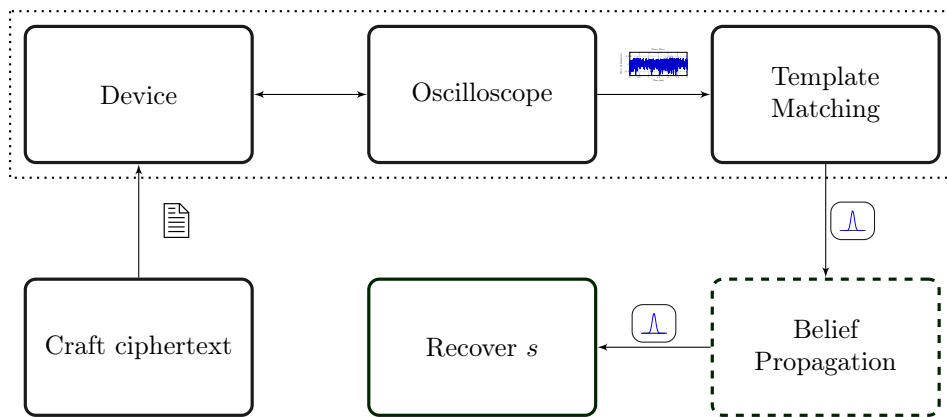 Device
Oscilloscope
Template
Matching
Craft ciphertext
Recover s
Belief
Propagation